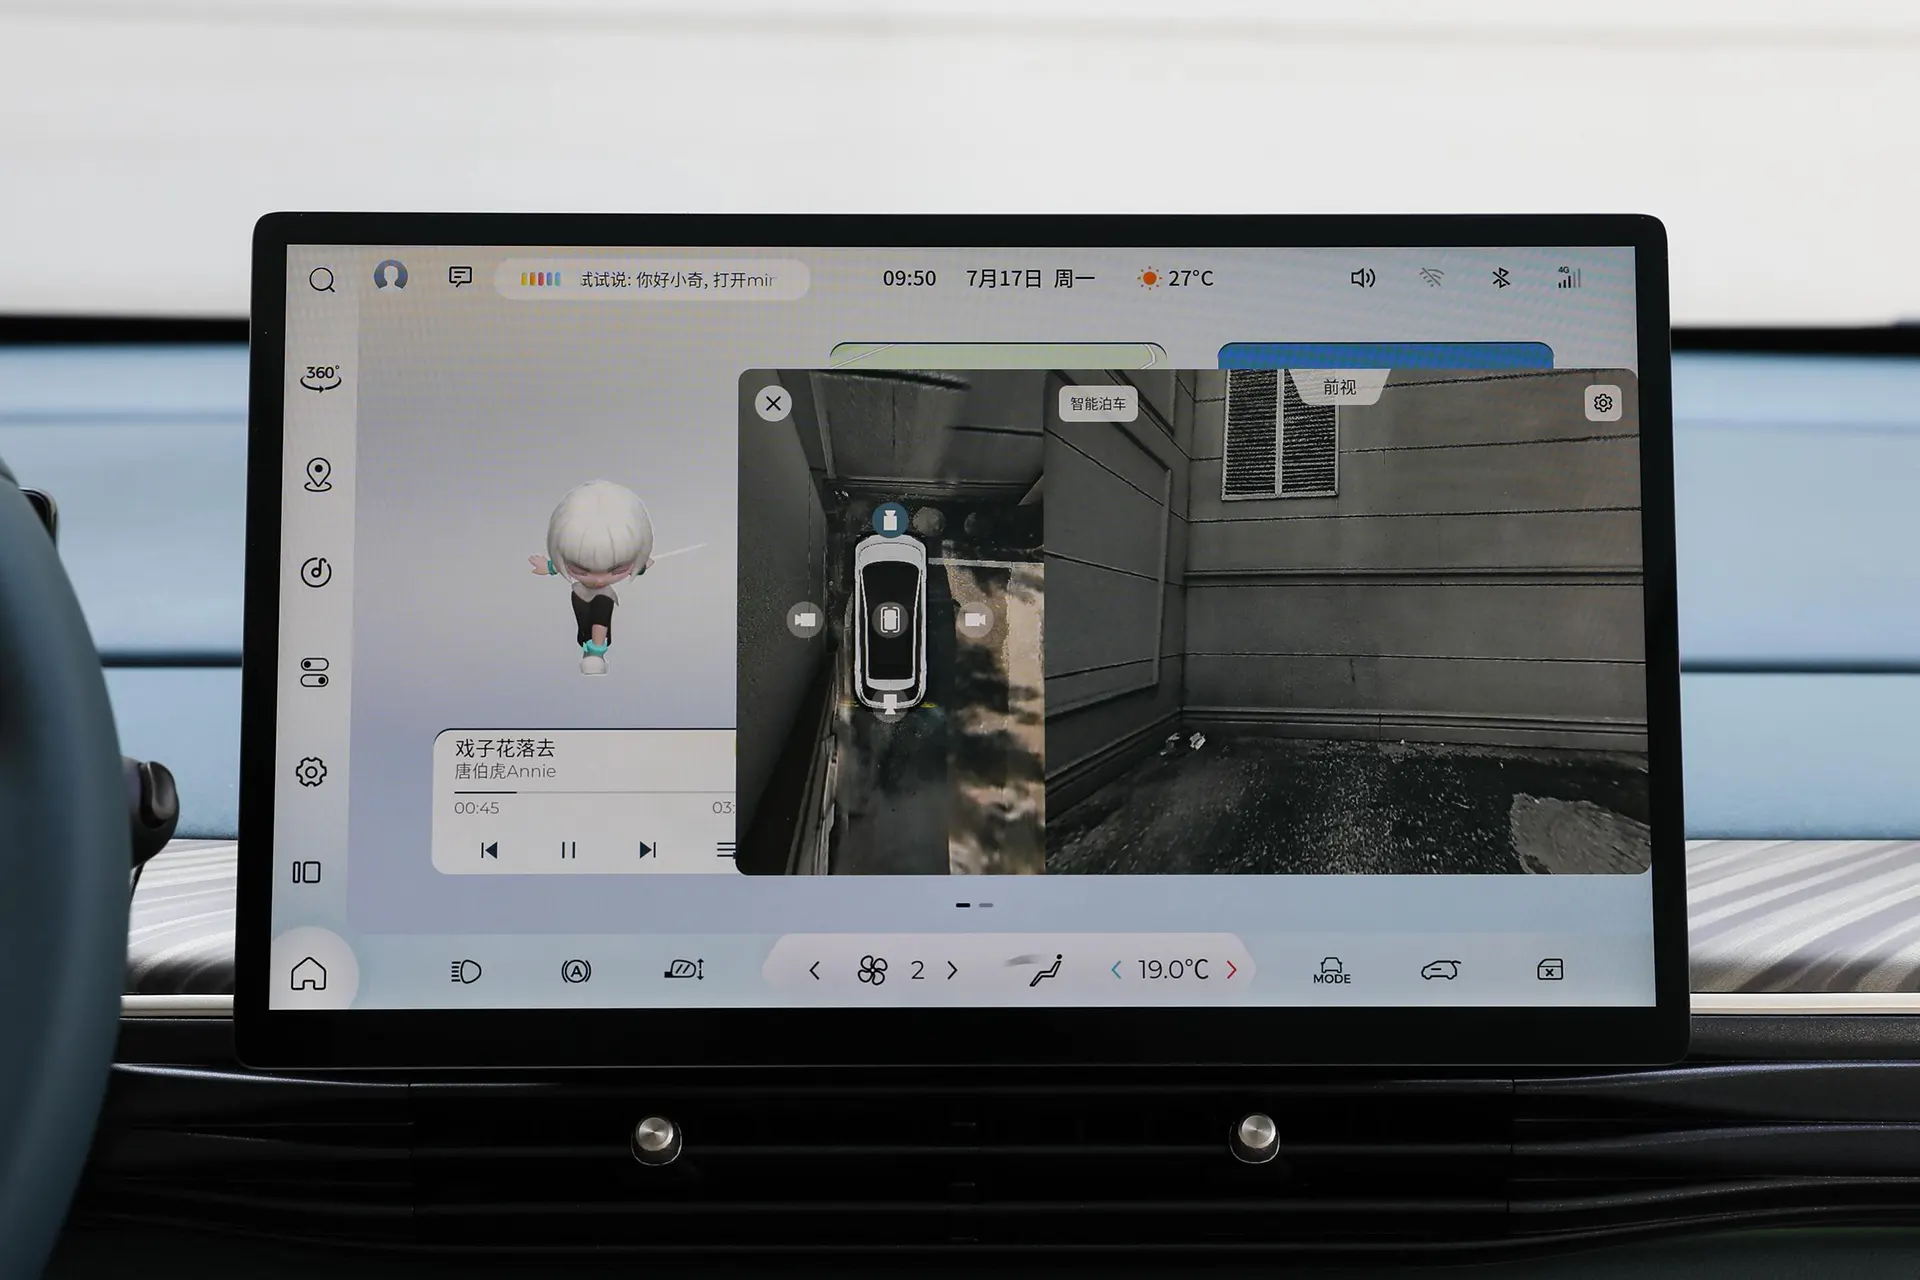 式试说: 你好小奇, 打开mir
09:50 7月17日 周一 27°C
4G
360°
智能泊车
前视
戏子花落去
唐伯虎Annie
00:45 03:
A
2
19.0°C
MODE